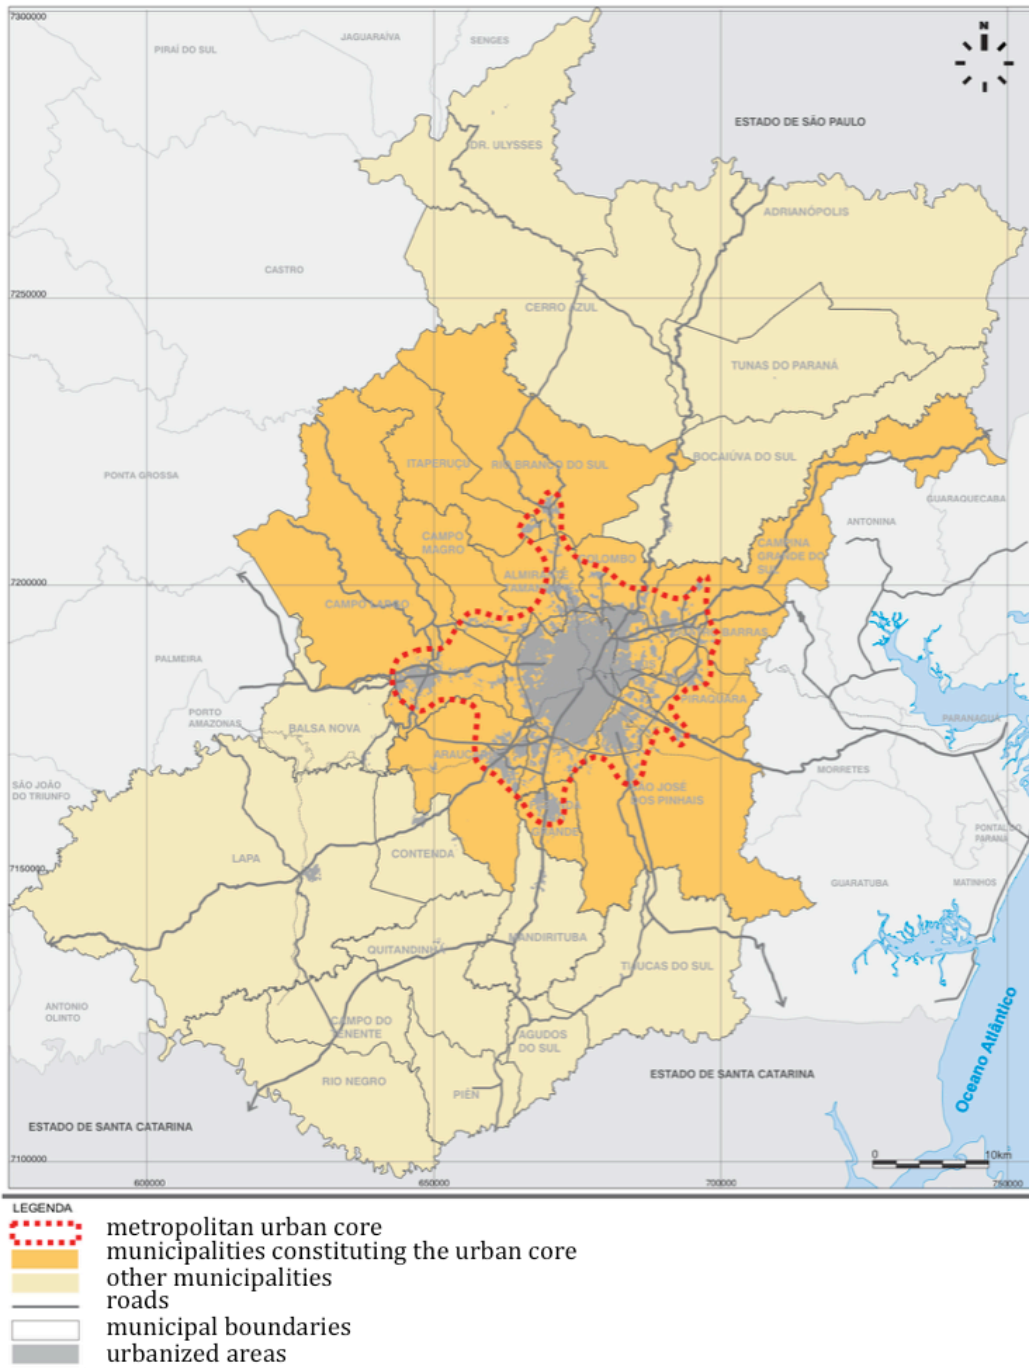 7300000
JAGUARAÍVA
SENGES
PIRAÍ DO SUL
N
ESTADO DE SÃO PAULO
DR. ULYSSES
ADRIANÓPOLIS
CASTRO
7250000
CERRO AZUL
TUNAS DO PARANÁ
BOCAIÚVA DO SUL
ITAPERUÇU
RIO BRANCO DO SUL
PONTA GROSSA
GUARAQUEÇABA
ANTONINA
CAMPO
MAGRO
CAMPINA
GRANDE DO
SUL
COLOMBO
7200000
ALMIRANTE
TAMANDARÉ
CAMPO LARGO
BARRAS
PALMEIRA
PIRAQUARA
PORTO
AMAZONAS
BALSA NOVA
PARANAGUÁ
ARAUC
MORRETES
SÃO JOÃO
DO TRIUNFO
SÃO JOSÉ
DOS PINHAIS
GRANDE
PONTAL DO
PARANÁ
CONTENDA
LAPA
7150000
GUARATUBA
MATINHOS
MANDIRITUBA
QUITANDINHA
TIJUCAS DO SUL
ANTONIO
OLINTO
CAMPO DO
TENENTE
AGUDOS
DO SUL
Oceano Atlântico
RIO NEGRO
PIÊN
ESTADO DE SANTA CATARINA
ESTADO DE SANTA CATARINA
0 10km
7100000
600000 650000 700000 750000
LEGENDA
metropolitan urban core
municipalities constituting the urban core
other municipalities
roads
municipal boundaries
urbanized areas